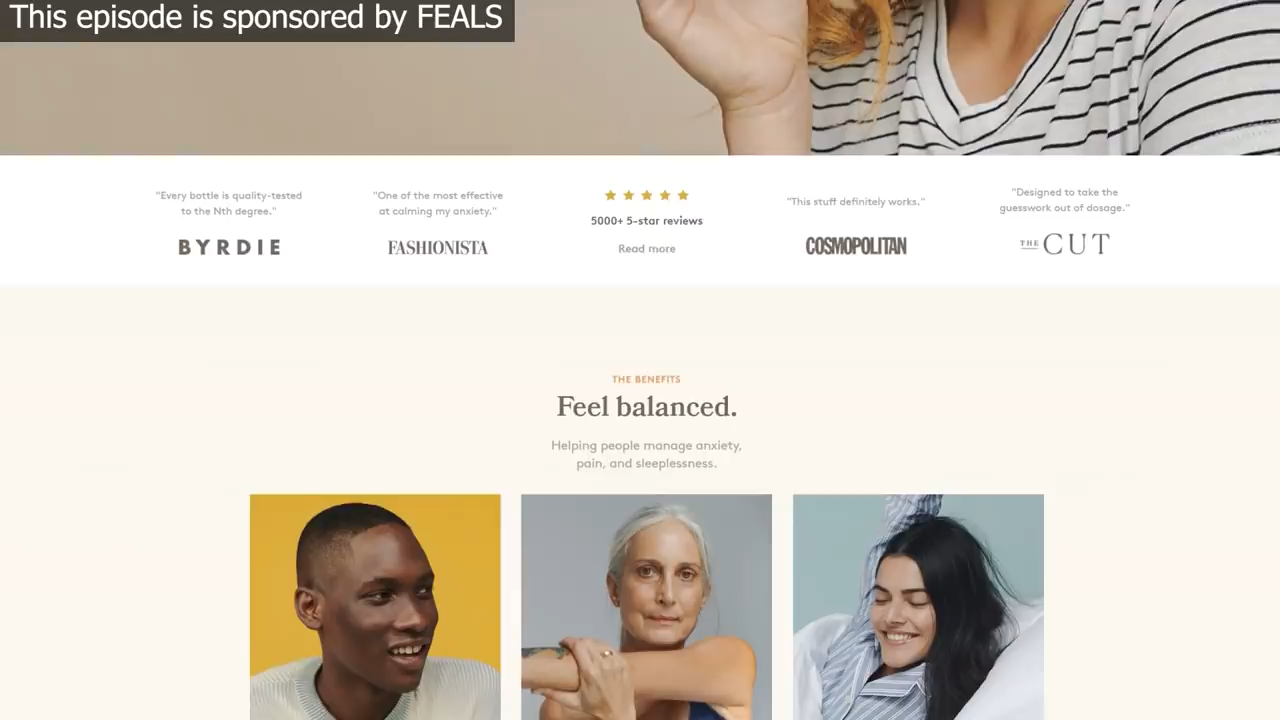 This episode is sponsored by FEALS
"Every bottle is quality-tested
to the Nth degree."
BYRDIE
"One of the most effective
at calming my anxiety."
FASHIONISTA
5000+ 5-star reviews
Read more
"This stuff definitely works."
COSMOPOLITAN
"Designed to take the
guesswork out of dosage."
THE CUT
THE BENEFITS
Feel balanced.
Helping people manage anxiety,
pain, and sleeplessness.